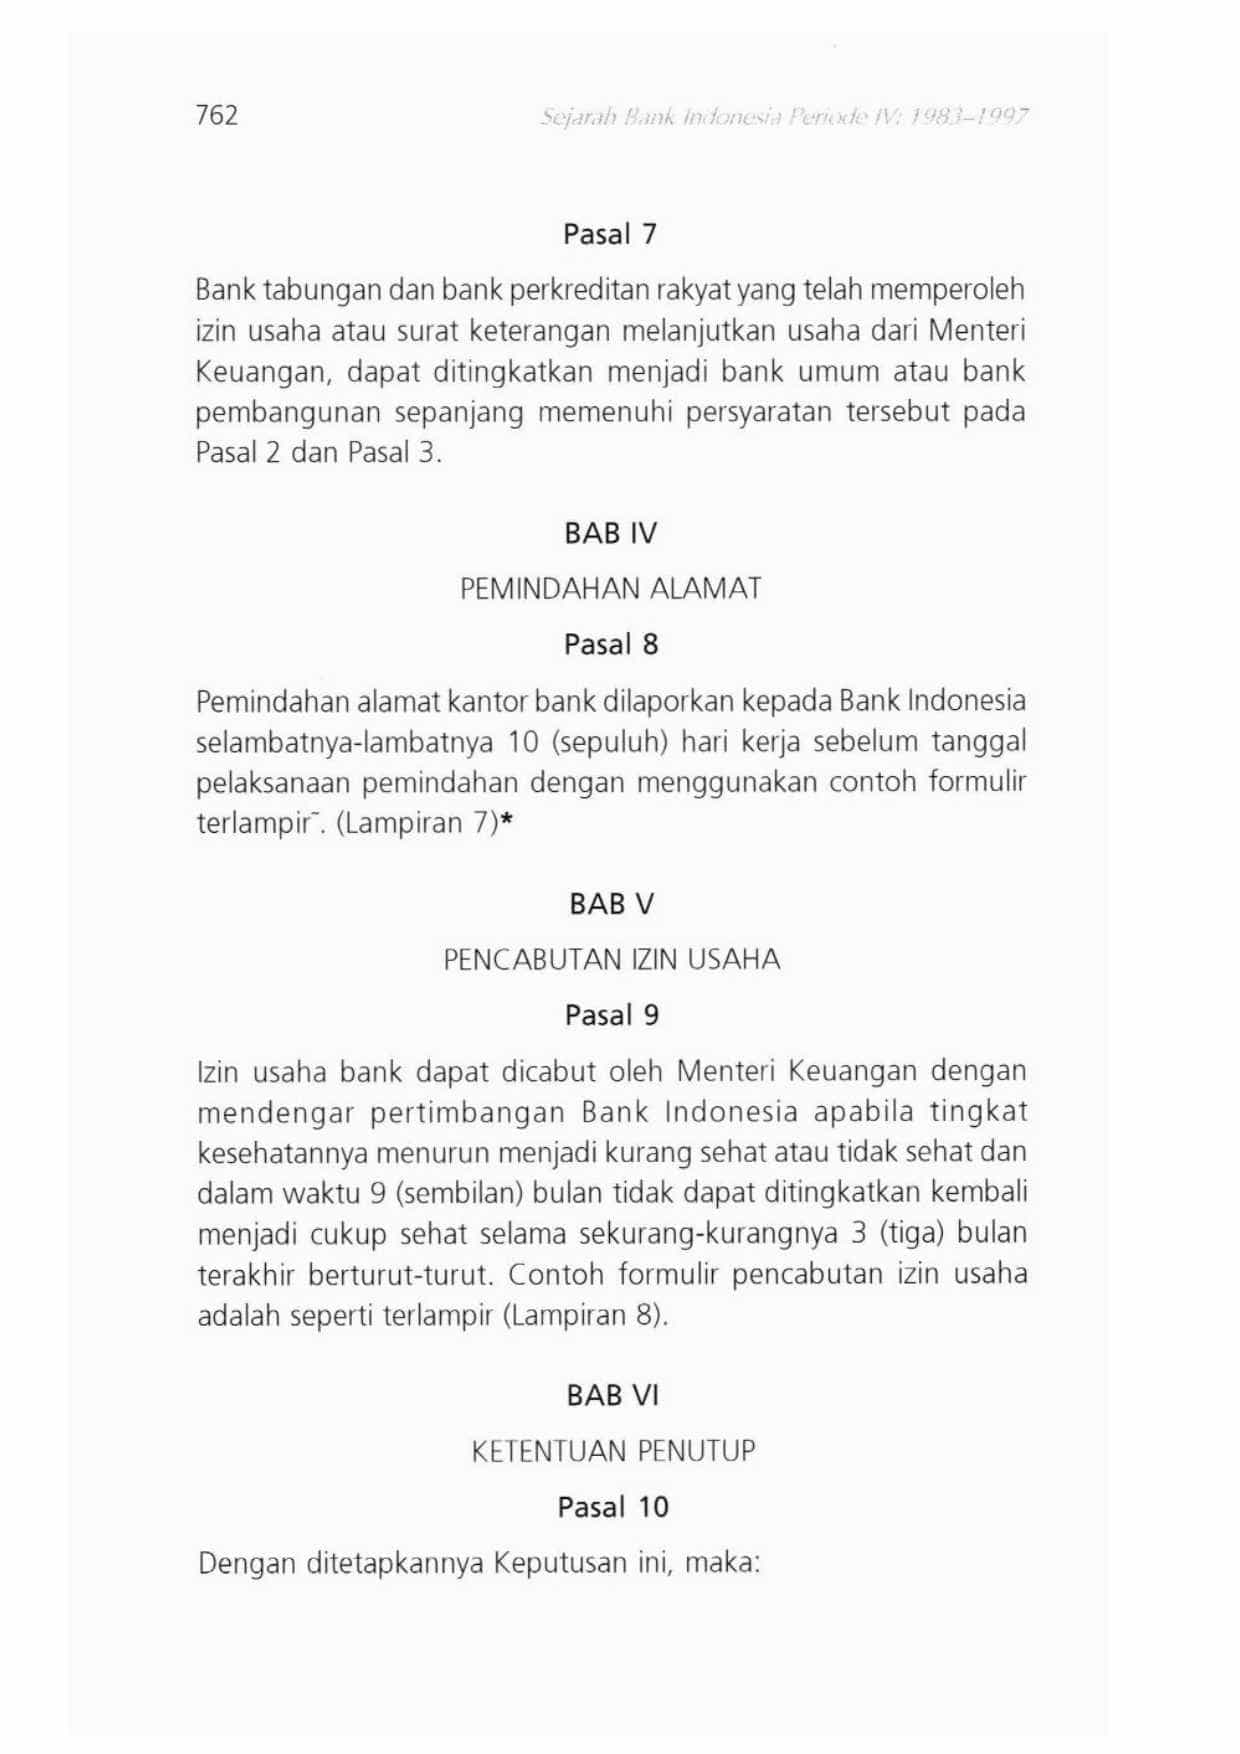 762
Sejarah Bank Indonesia Periode IV: 1983–1997
Pasal 7
Bank tabungan dan bank perkreditan rakyat yang telah memperoleh
izin usaha atau surat keterangan melanjutkan usaha dari Menteri
Keuangan, dapat ditingkatkan menjadi bank umum atau bank
pembangunan sepanjang memenuhi persyaratan tersebut pada
Pasal 2 dan Pasal 3.
BAB IV
PEMINDAHAN ALAMAT
Pasal 8
Pemindahan alamat kantor bank dilaporkan kepada Bank Indonesia
selambatnya-lambatnya 10 (sepuluh) hari kerja sebelum tanggal
pelaksanaan pemindahan dengan menggunakan contoh formulir
terlampir˜. (Lampiran 7)*
BAB V
PENCABUTAN IZIN USAHA
Pasal 9
Izin usaha bank dapat dicabut oleh Menteri Keuangan dengan
mendengar pertimbangan Bank Indonesia apabila tingkat
kesehatannya menurun menjadi kurang sehat atau tidak sehat dan
dalam waktu 9 (sembilan) bulan tidak dapat ditingkatkan kembali
menjadi cukup sehat selama sekurang-kurangnya 3 (tiga) bulan
terakhir berturut-turut. Contoh formulir pencabutan izin usaha
adalah seperti terlampir (Lampiran 8).
BAB VI
KETENTUAN PENUTUP
Pasal 10
Dengan ditetapkannya Keputusan ini, maka: